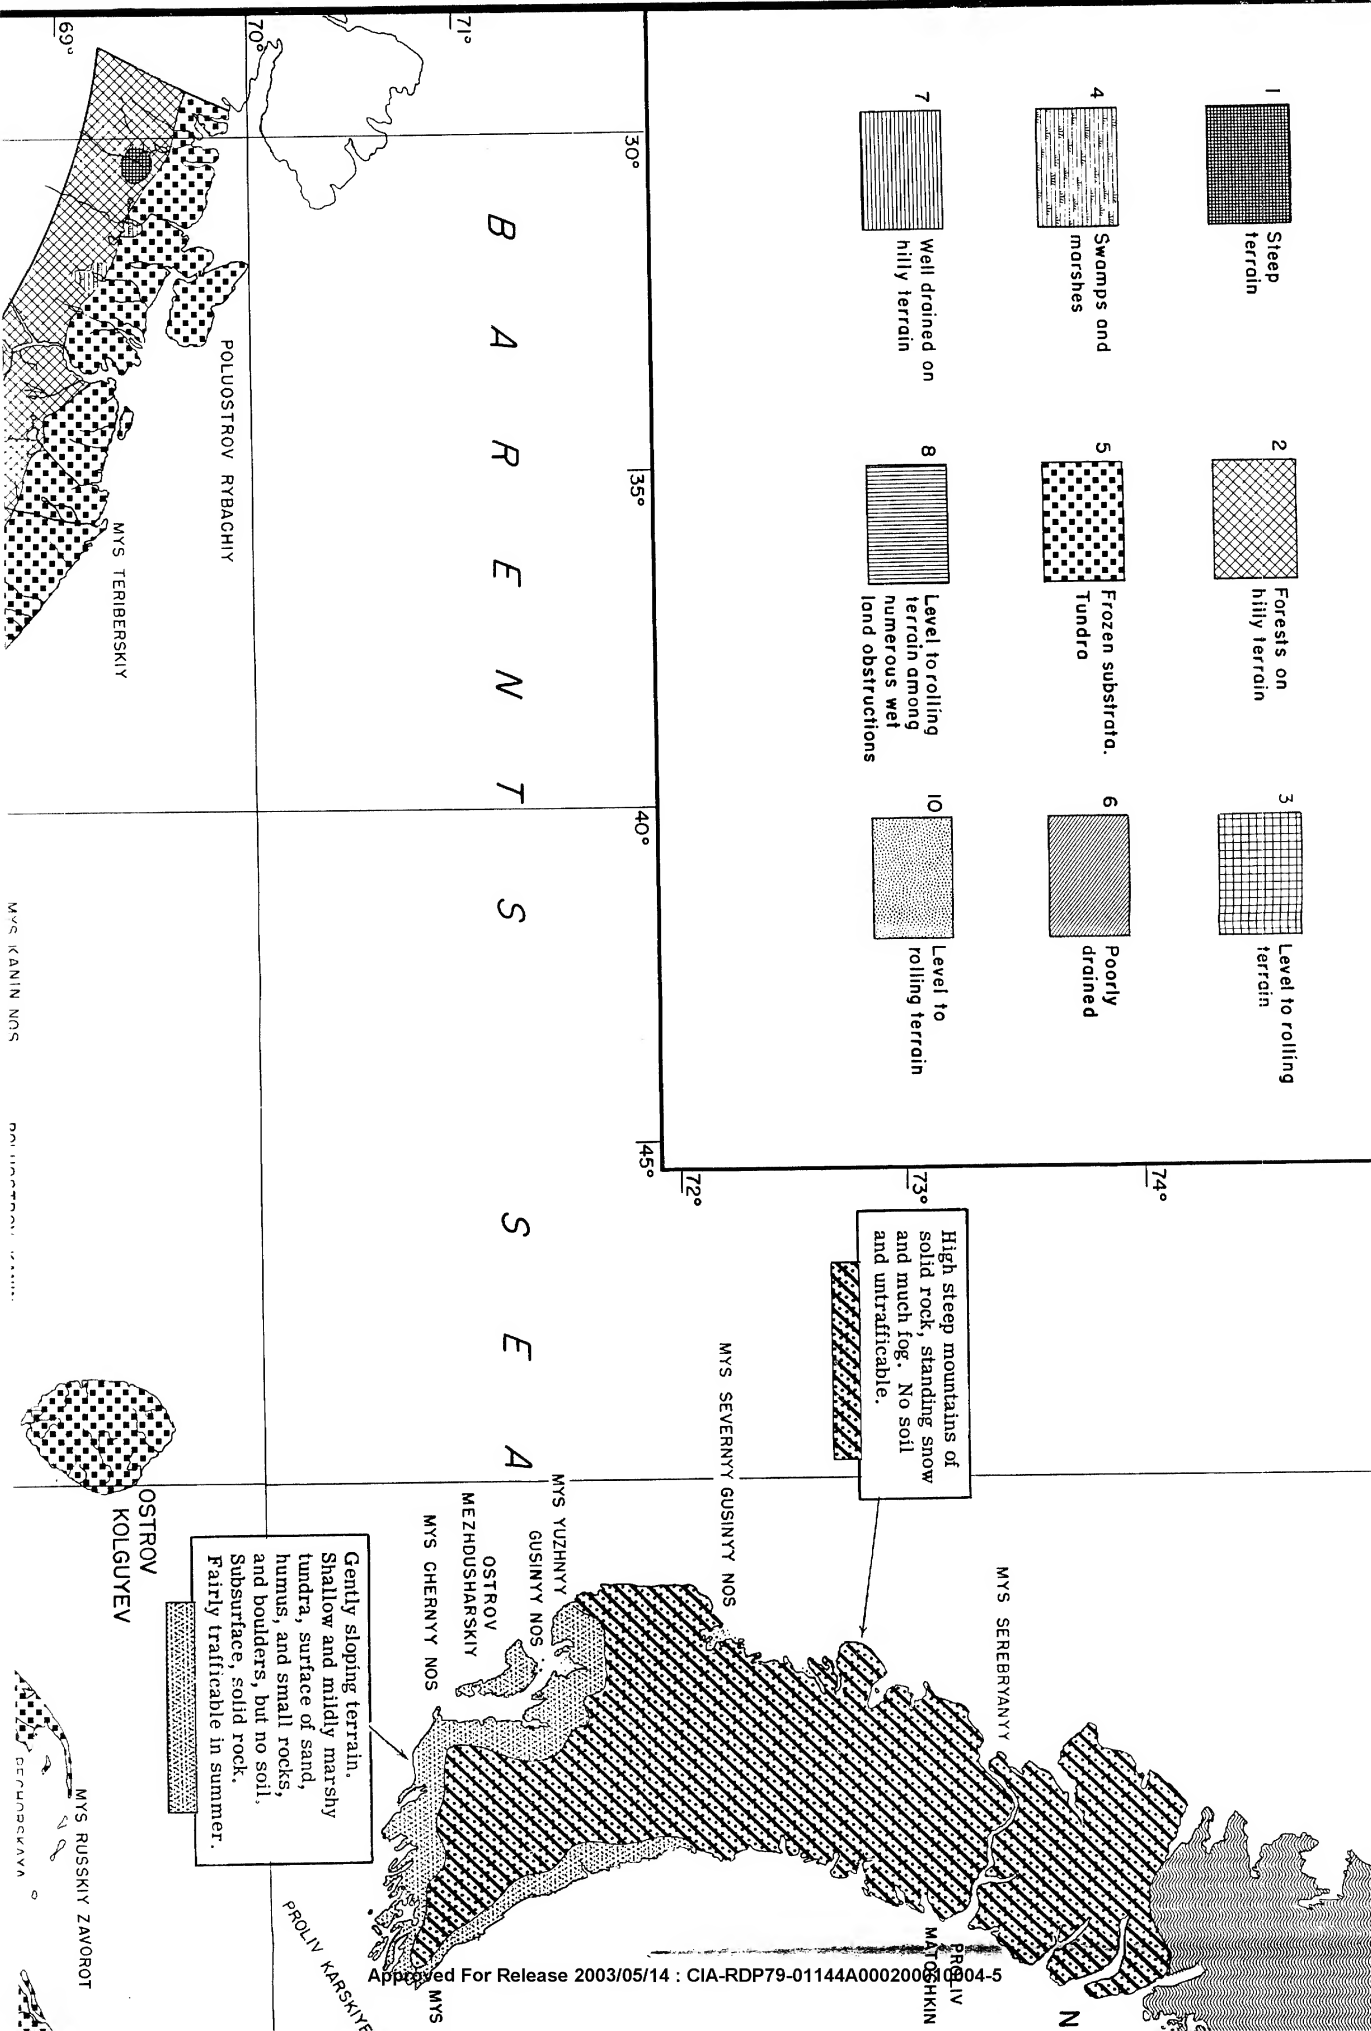 1
Steep
terrain
2
Forests on
hilly terrain
3
Level to rolling
terrain
4
Swamps and
marshes
5
Frozen substrata.
Tundra
6
Poorly
drained
7
Well drained on
hilly terrain
8
Level to rolling
terrain among
numerous wet
land obstructions
10
Level to
rolling terrain
30°
35°
40°
45°
74°
73°
72°
71°
70°
69°
High steep mountains of
solid rock, standing snow
and much fog. No soil
and untrafficable.
BARENTS SEA
MYS SEREBRYANYY
MYS SEVERNYY GUSINYY NOS
MYS YUZHNYY
GUSINYY NOS
OSTROV
MEZHDUSHARSKIY
MYS CHERNYY NOS
PROLIV
MATOCHKIN
N
Gently sloping terrain.
Shallow and mildly marshy
tundra, surface of sand,
humus, and small rocks,
and boulders, but no soil.
Subsurface, solid rock.
Fairly trafficable in summer.
POLUOSTROV RYBACHIY
MYS TERIBERSKIY
OSTROV
KOLGUYEV
MYS KANIN NOS
MYS RUSSKIY ZAVOROT
PROLIV KARSKIYE
MYS
Approved For Release 2003/05/14 : CIA-RDP79-01144A000200010004-5